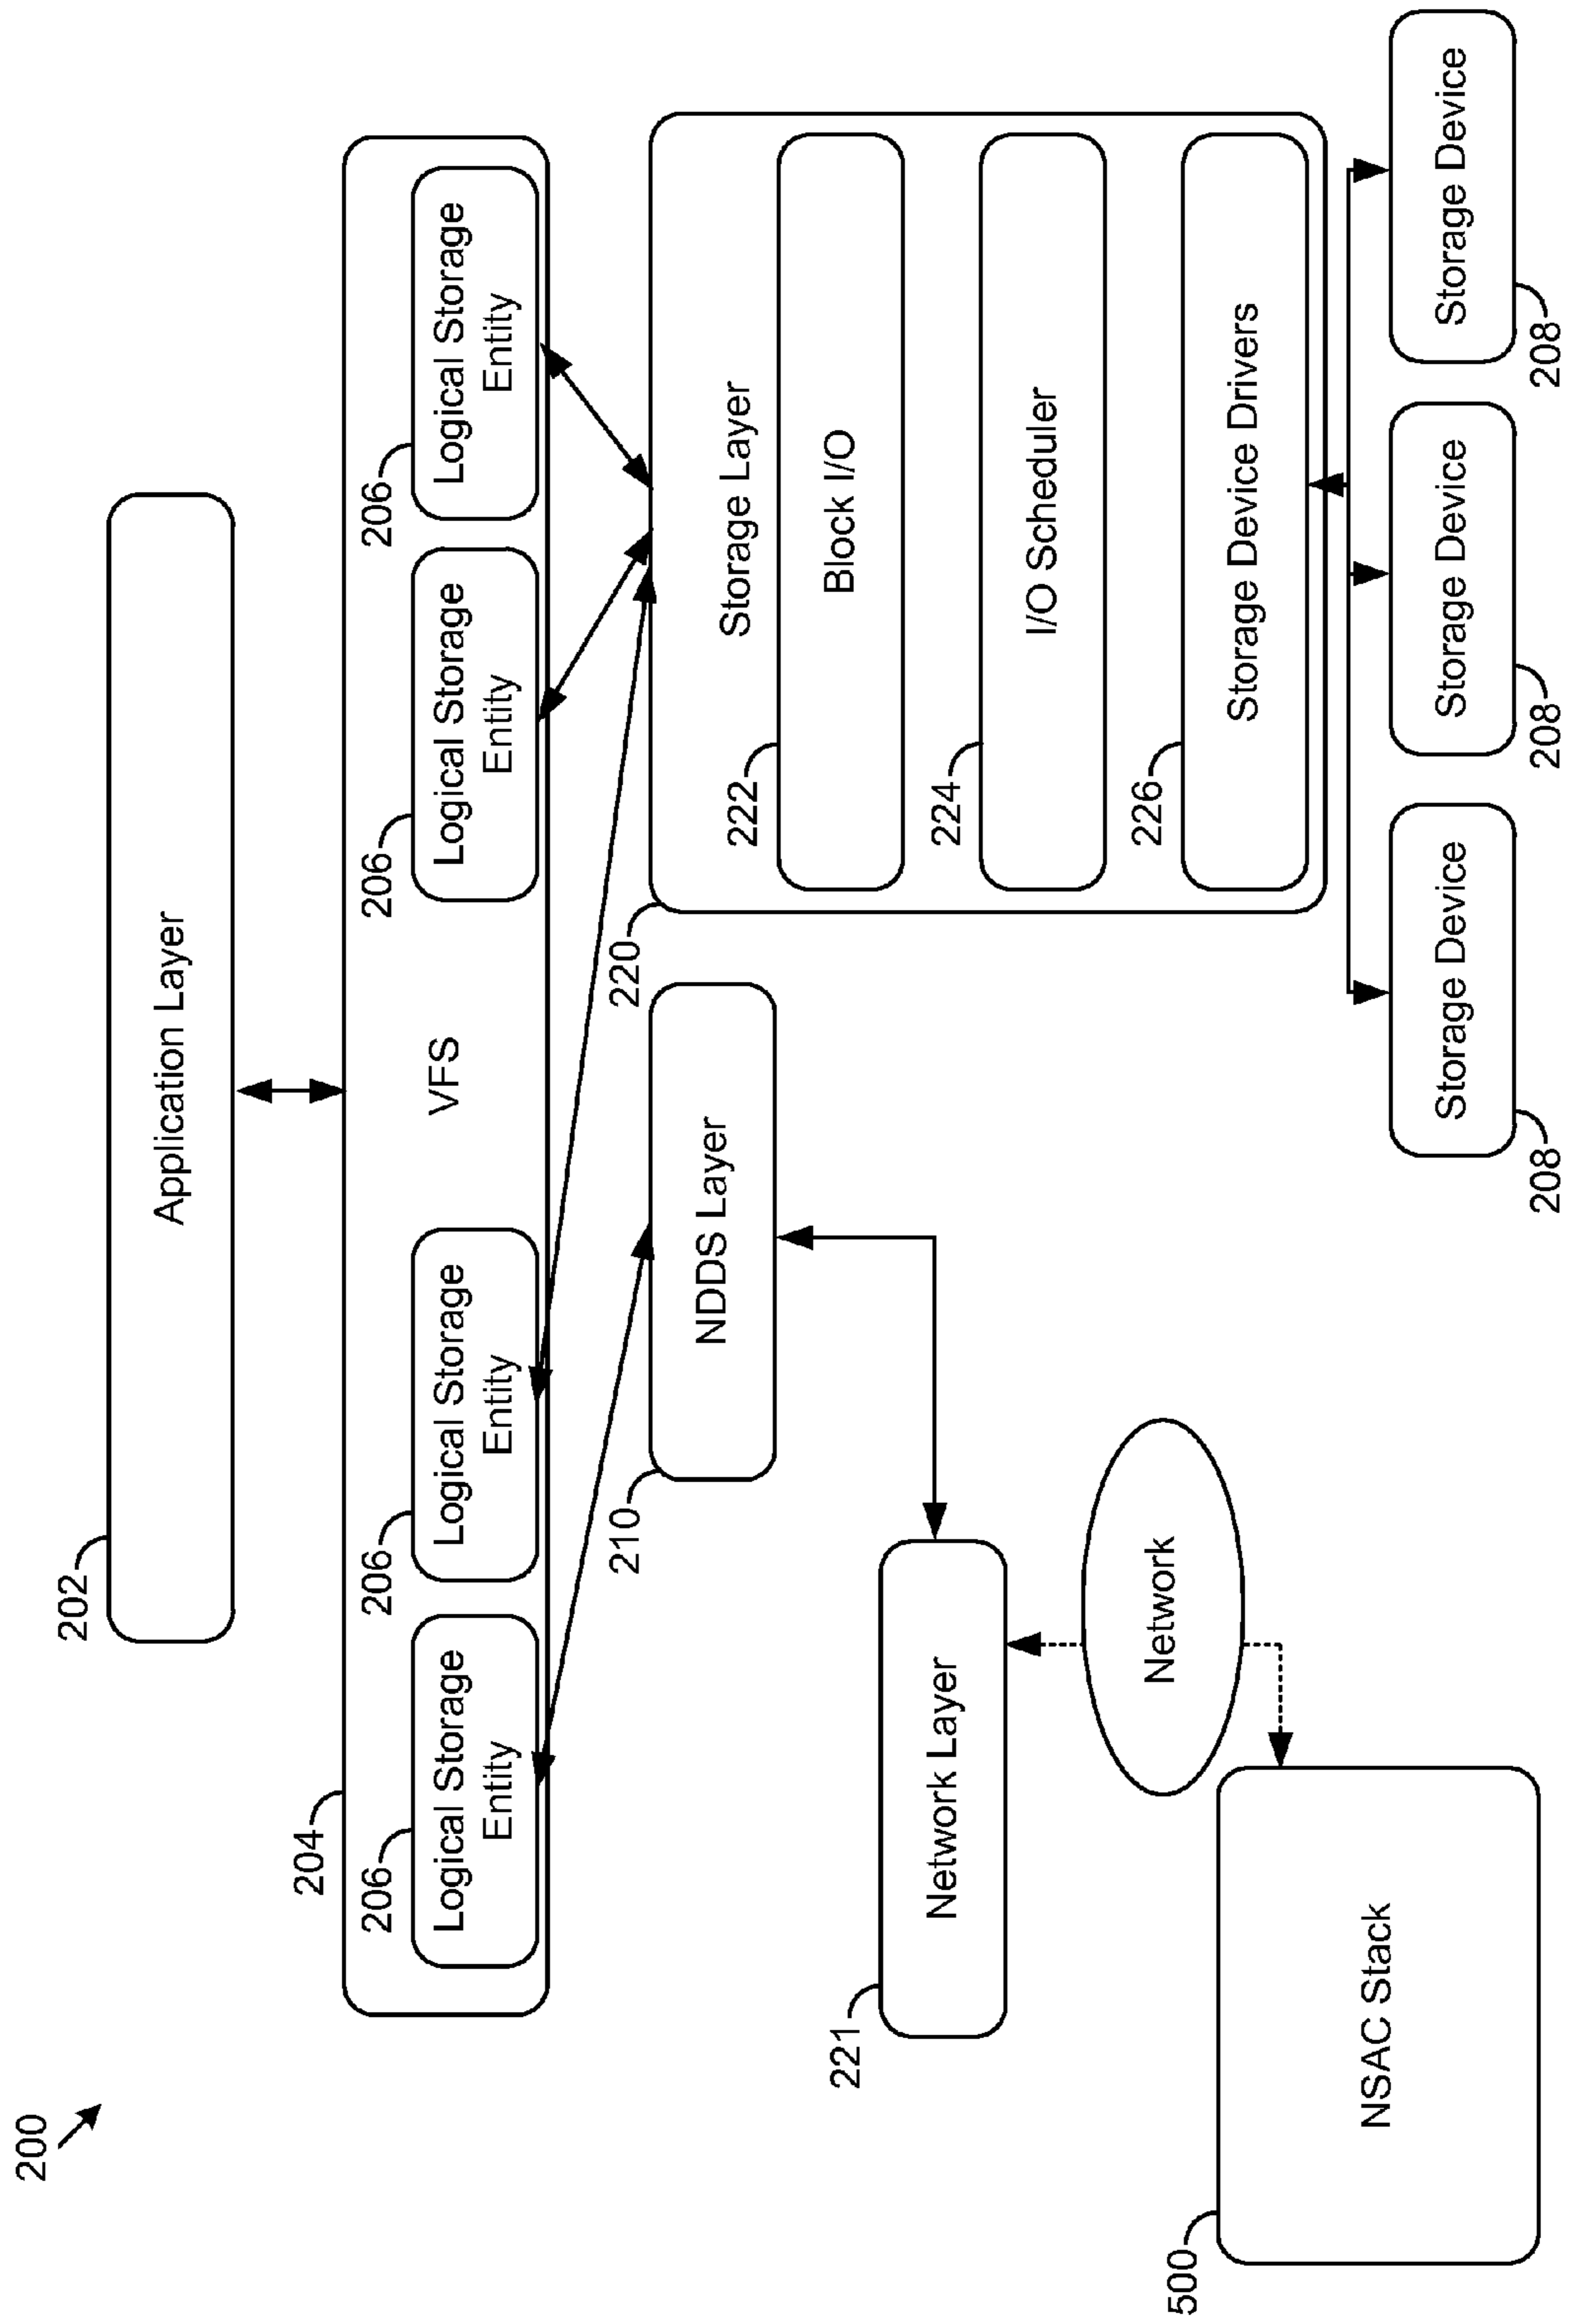 200
202
Application Layer
204
206
Logical Storage
Entity
206
Logical Storage
Entity
VFS
206
Logical Storage
Entity
206
Logical Storage
Entity
210
NDDS Layer
220
Storage Layer
222
Block I/O
224
I/O Scheduler
226
Storage Device Drivers
221
Network Layer
Network
500
NSAC Stack
Storage Device
208
Storage Device
208
Storage Device
208